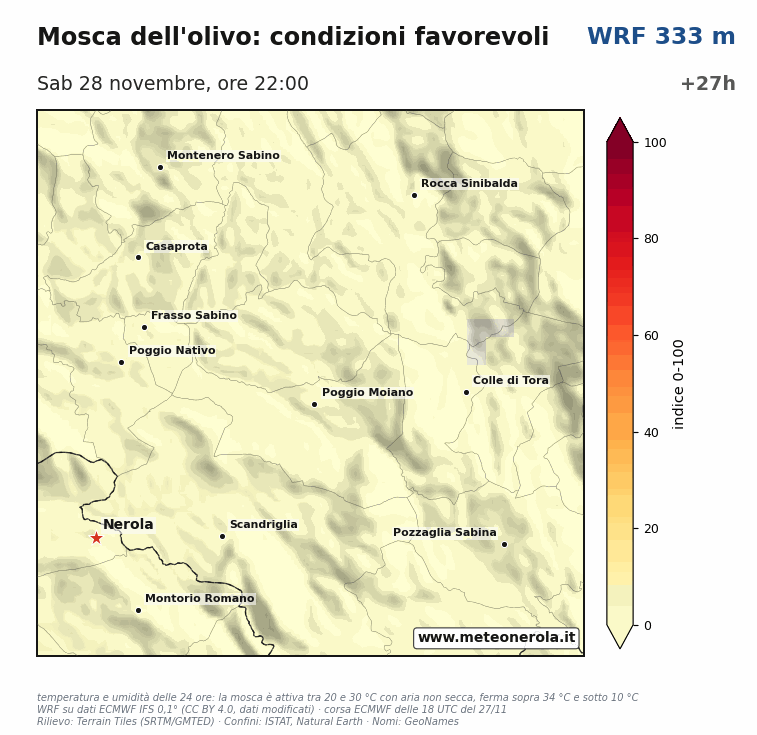 Mosca dell'olivo: condizioni favorevoli
WRF 333 m
Sab 28 novembre, ore 22:00
+27h
Montenero Sabino
Rocca Sinibalda
Casaprota
Frasso Sabino
Poggio Nativo
Colle di Tora
Poggio Moiano
Nerola
Scandriglia
Pozzaglia Sabina
Montorio Romano
www.meteonerola.it
100
80
60
40
20
0
indice 0-100
temperatura e umidità delle 24 ore: la mosca è attiva tra 20 e 30 °C con aria non secca, ferma sopra 34 °C e sotto 10 °C
WRF su dati ECMWF IFS 0,1° (CC BY 4.0, dati modificati) · corsa ECMWF delle 18 UTC del 27/11
Rilievo: Terrain Tiles (SRTM/GMTED) · Confini: ISTAT, Natural Earth · Nomi: GeoNames